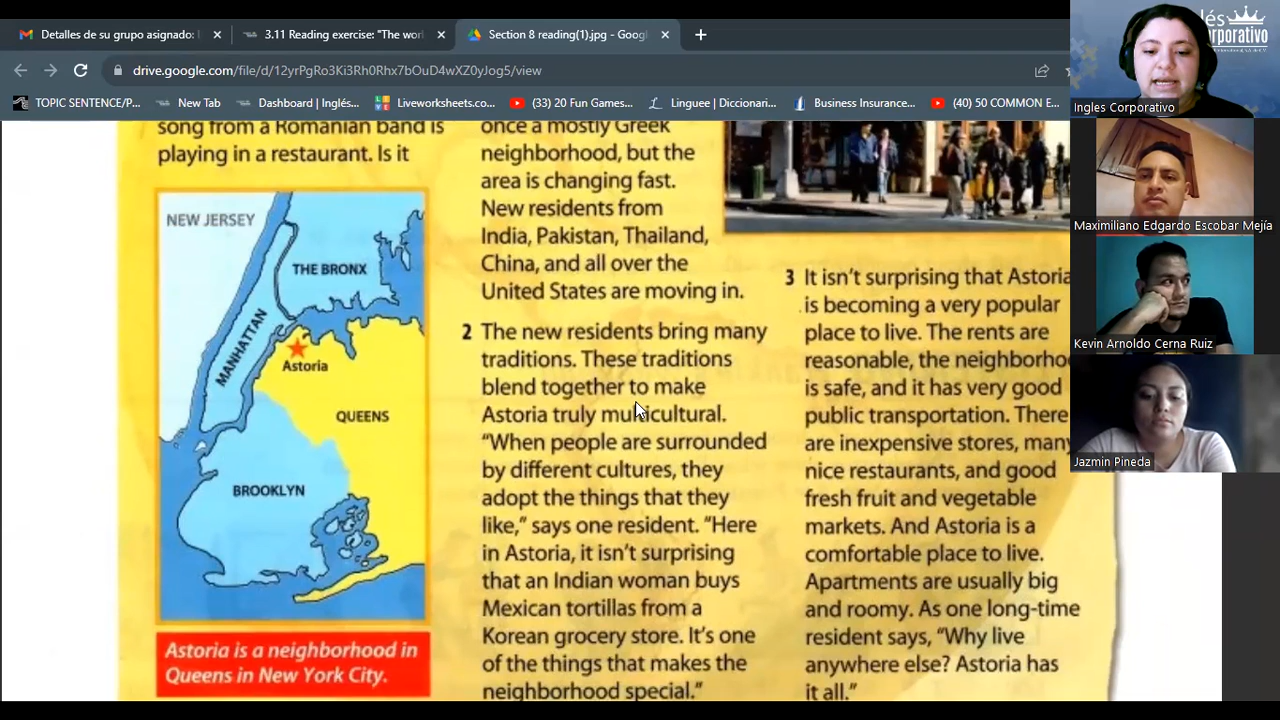 Detalles de su grupo asignado:
3.11 Reading exercise: "The wor
Section 8 reading(1).jpg - Goog
drive.google.com/file/d/12yrPgRo3Ki3Rh0Rhx7bOuD4wXZ0yJog5/view
TOPIC SENTENCE/P...
New Tab
Dashboard | Inglés...
Liveworksheets.co...
(33) 20 Fun Games...
Linguee | Diccionari...
Business Insurance...
(40) 50 COMMON E...
song from a Romanian band is
playing in a restaurant. Is it
NEW JERSEY
THE BRONX
MANHATTAN
Astoria
QUEENS
BROOKLYN
Astoria is a neighborhood in
Queens in New York City.
once a mostly Greek
neighborhood, but the
area is changing fast.
New residents from
India, Pakistan, Thailand,
China, and all over the
United States are moving in.
2 The new residents bring many
traditions. These traditions
blend together to make
Astoria truly multicultural.
“When people are surrounded
by different cultures, they
adopt the things that they
like,” says one resident. “Here
in Astoria, it isn’t surprising
that an Indian woman buys
Mexican tortillas from a
Korean grocery store. It’s one
of the things that makes the
neighborhood special.”
3 It isn’t surprising that Astoria
is becoming a very popular
place to live. The rents are
reasonable, the neighborho
is safe, and it has very good
public transportation. There
are inexpensive stores, many
nice restaurants, and good
fresh fruit and vegetable
markets. And Astoria is a
comfortable place to live.
Apartments are usually big
and roomy. As one long-time
resident says, “Why live
anywhere else? Astoria has
it all.”
Ingles Corporativo
Maximiliano Edgardo Escobar Mejía
Kevin Arnoldo Cerna Ruiz
Jazmin Pineda